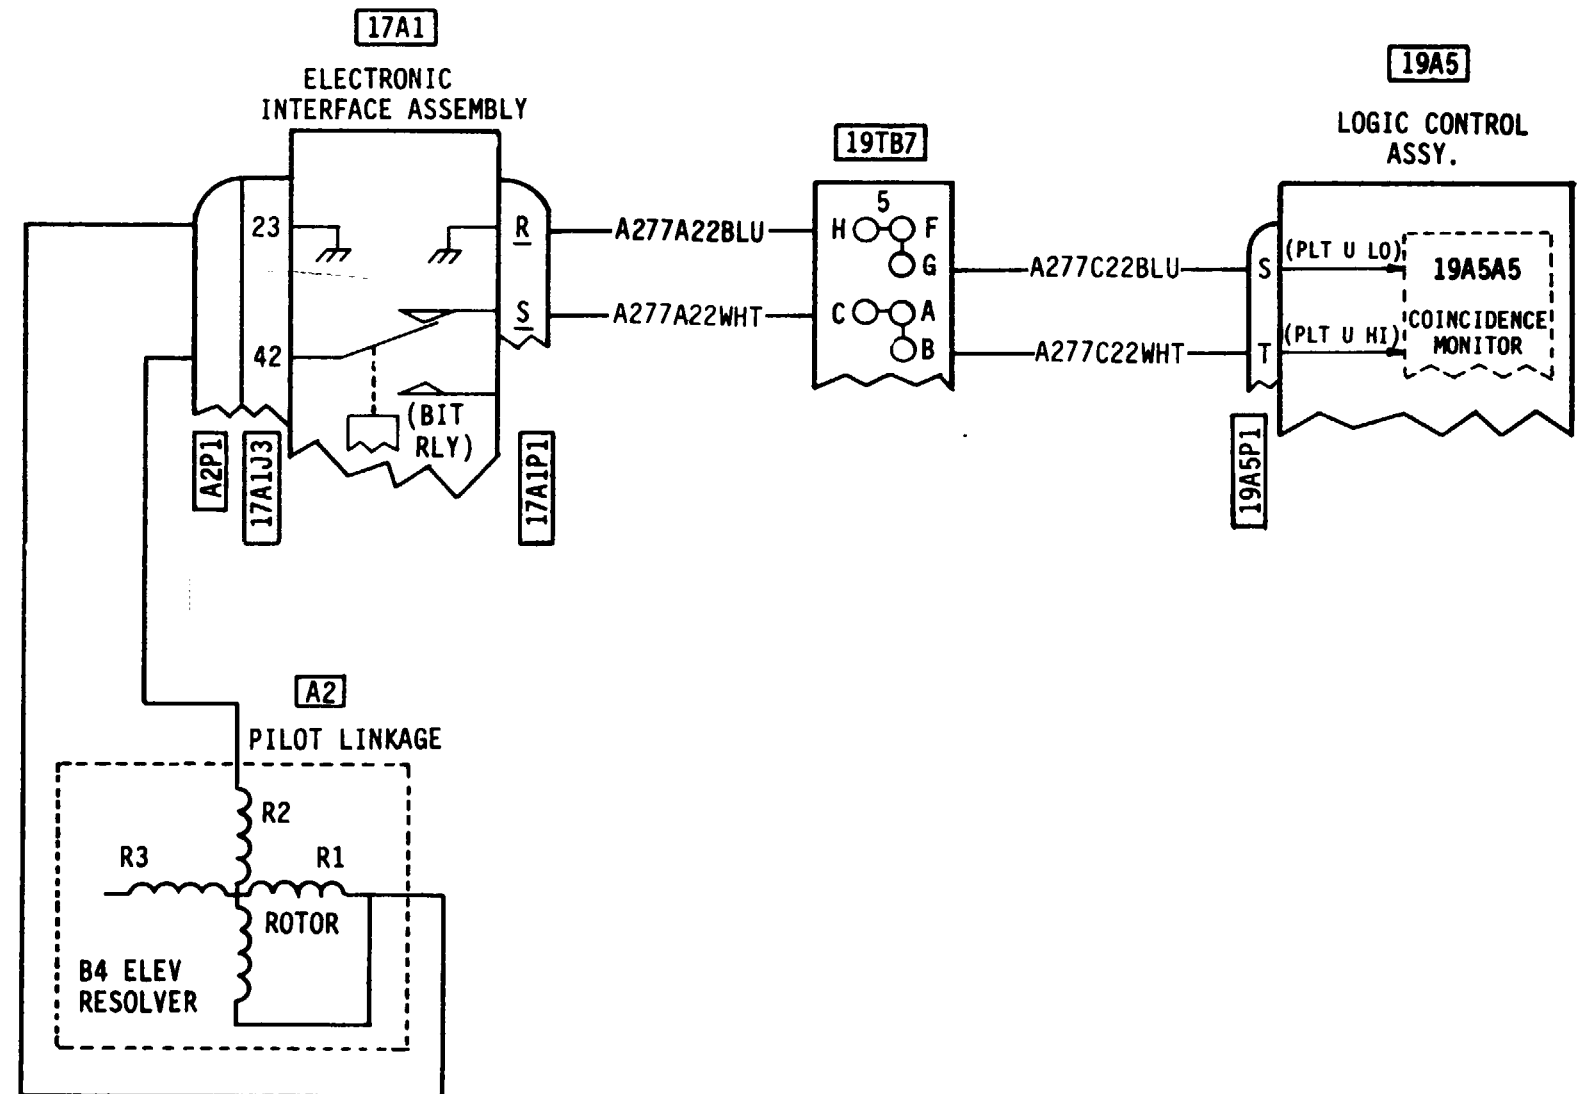 17A1
ELECTRONIC
INTERFACE ASSEMBLY
19A5
LOGIC CONTROL
ASSY.
19TB7
23
R
A277A22BLU
5
H
F
G
A277C22BLU
S
(PLT U LO)
19A5A5
S
A277A22WHT
C
A
B
A277C22WHT
T
(PLT U HI)
COINCIDENCE
MONITOR
42
(BIT
RLY)
A2P1
17A1J3
17A1P1
19A5P1
A2
PILOT LINKAGE
R2
R3
R1
ROTOR
B4 ELEV
RESOLVER